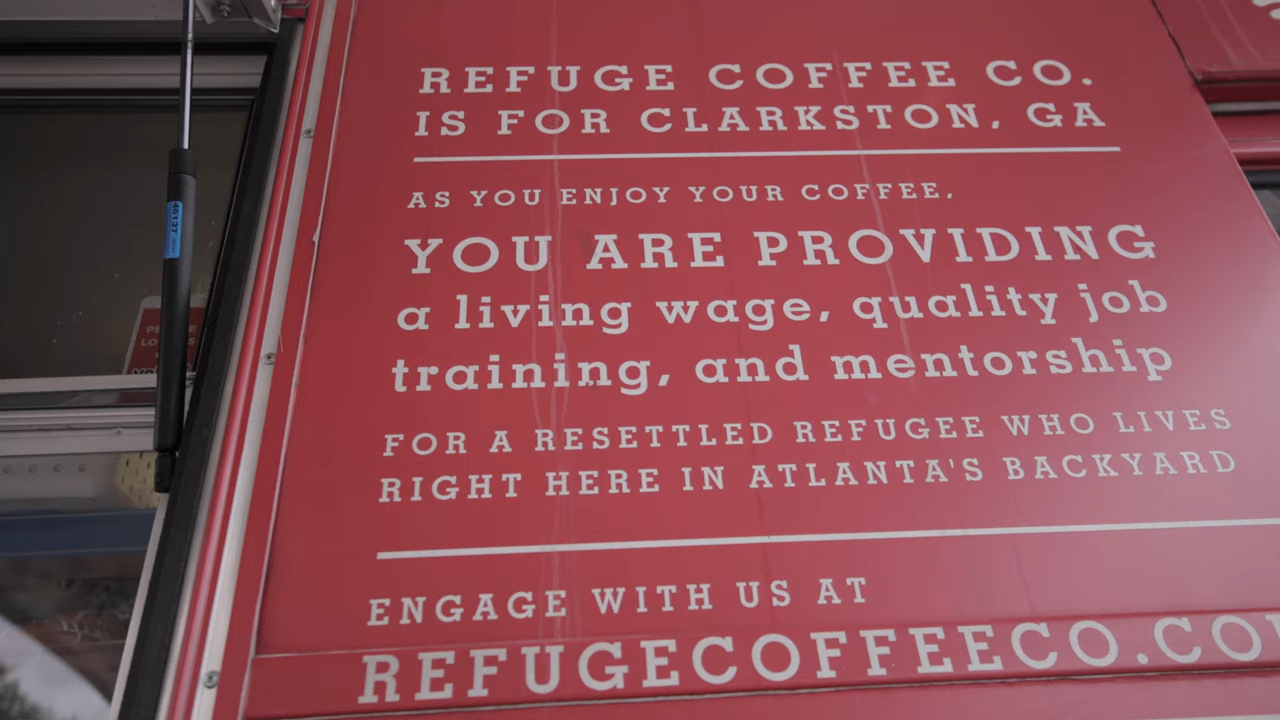 REFUGE COFFEE CO.
IS FOR CLARKSTON, GA
AS YOU ENJOY YOUR COFFEE,
YOU ARE PROVIDING
a living wage, quality job
training, and mentorship
FOR A RESETTLED REFUGEE WHO LIVES
RIGHT HERE IN ATLANTA'S BACKYARD
ENGAGE WITH US AT
REFUGECOFFEECO.CO
46137